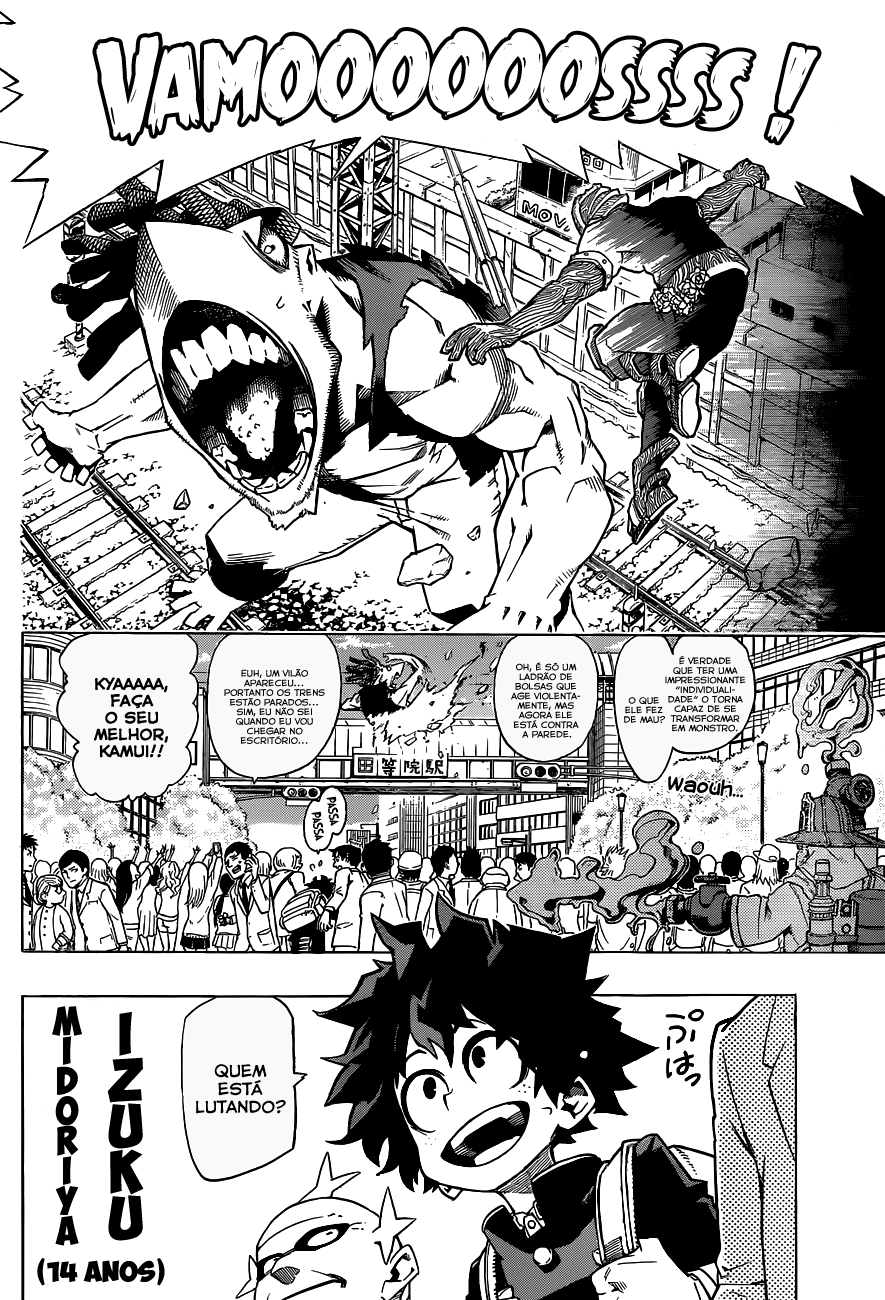 VAMOOOOOOOSSSS !
MOV
É VERDADE
QUE TER UMA
IMPRESSIONANTE
“INDIVIDUALI-
DADE” O TORNA
CAPAZ DE SE
TRANSFORMAR
EM MONSTRO.
O QUE
ELE FEZ
DE MAU?
OH, É SÓ UM
LADRÃO DE
BOLSAS QUE
AGE VIOLENTA-
MENTE, MAS
AGORA ELE
ESTÁ CONTRA
A PAREDE.
EUH, UM VILÃO
APARECEU...
PORTANTO OS TRENS
ESTÃO PARADOS...
SIM, EU NÃO SEI
QUANDO EU VOU
CHEGAR NO
ESCRITÓRIO...
KYAAAAA,
FAÇA
O SEU
MELHOR,
KAMUI!!
田等院駅
Waouh...
PASSA
PASSA
QUEM
ESTÁ
LUTANDO?
ぷはっ
IZUKU
MIDORIYA
(14 ANOS)